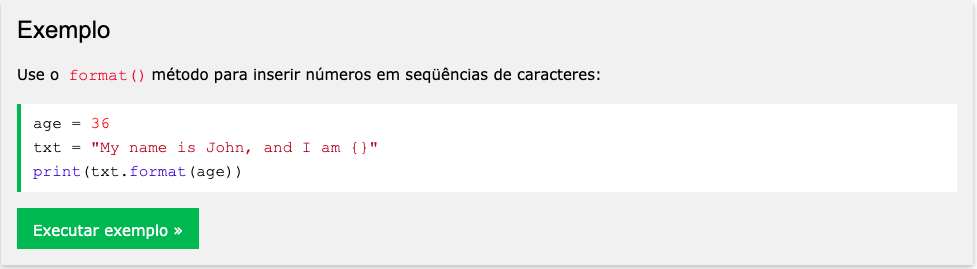 Exemplo
Use o format() método para inserir números em seqüências de caracteres:
age = 36
txt = "My name is John, and I am {}"
print(txt.format(age))
Executar exemplo »